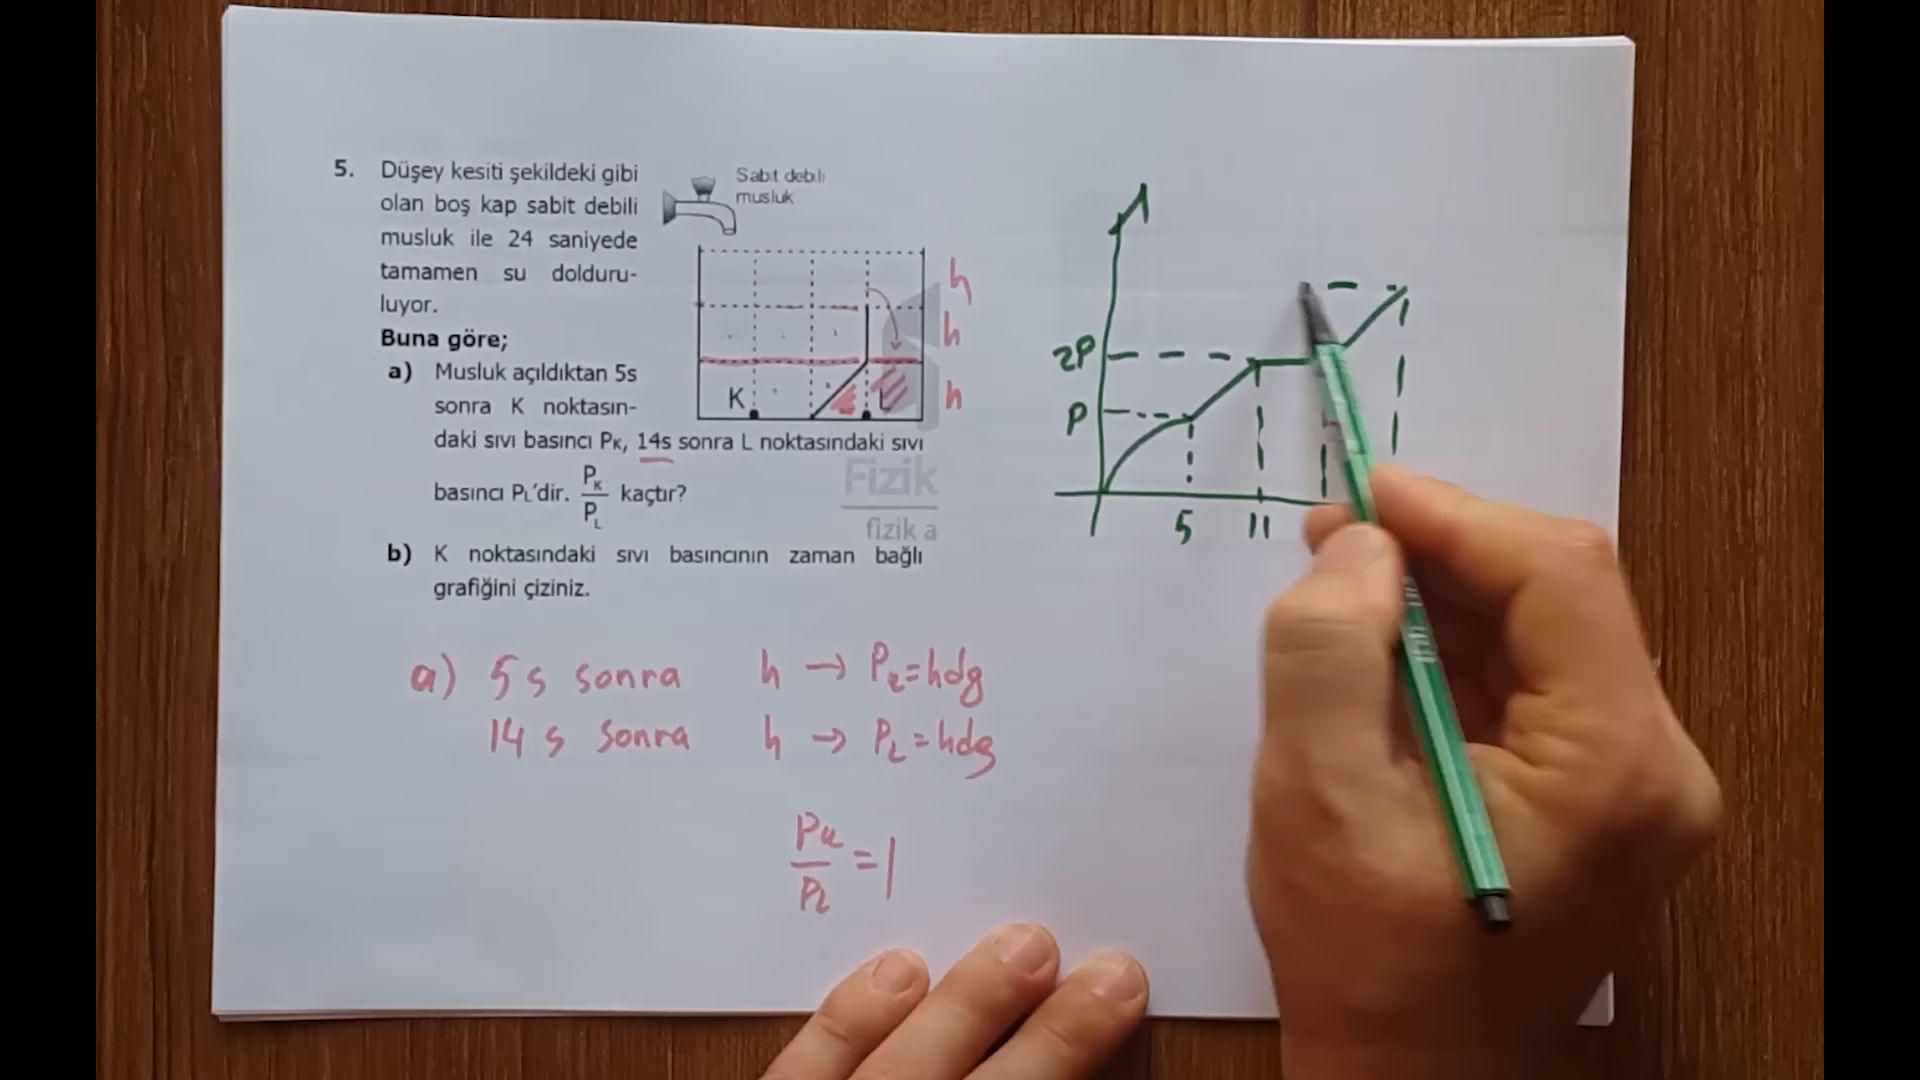 5. Düşey kesiti şekildeki gibi
olan boş kap sabit debili
musluk ile 24 saniyede
tamamen su dolduru-
luyor.
Buna göre;
a) Musluk açıldıktan 5s
sonra K noktasın-
daki sıvı basıncı PK, 14s sonra L noktasındaki sıvı
basıncı PL'dir. PK/PL kaçtır?
b) K noktasındaki sıvı basıncının zaman bağlı
grafiğini çiziniz.
Sabit debili
musluk
h
h
h
K
L
Fizik
fizik a
a) 5 s sonra h → PK = hdg
14 s sonra h → PL = hdg
PK/PL = 1
2P
P
5 11